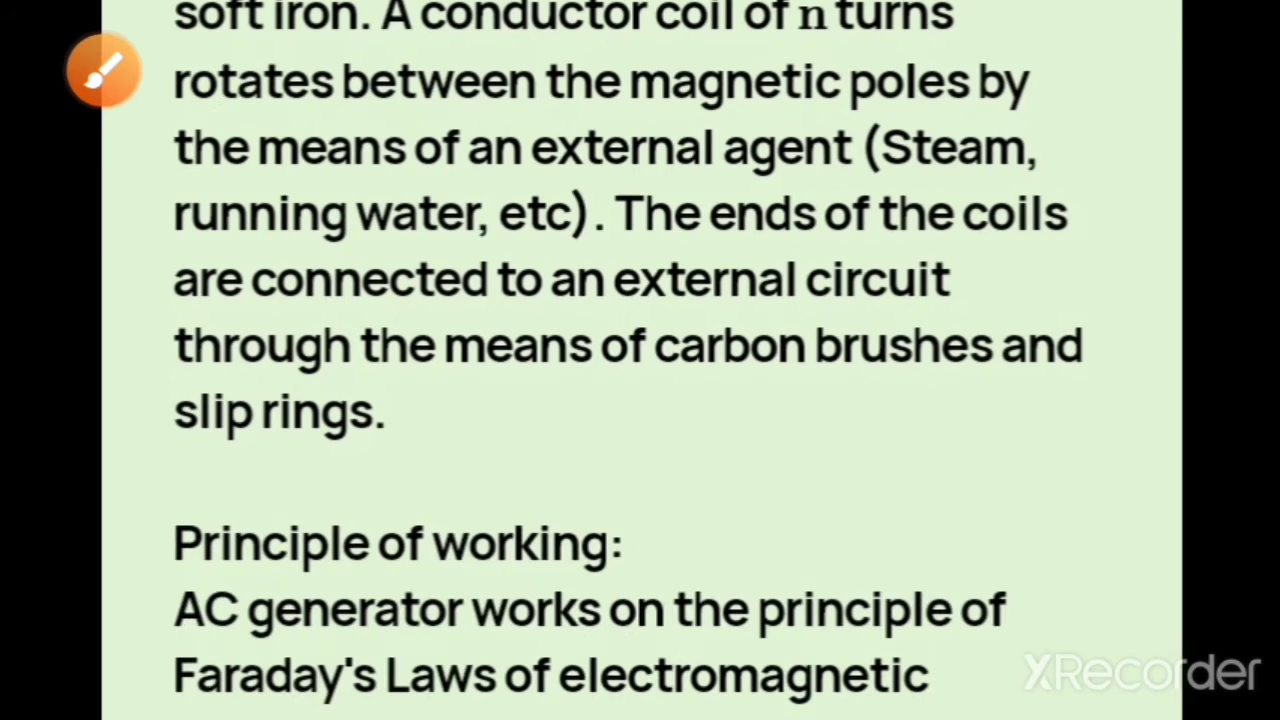 soft iron. A conductor coil of n turns
rotates between the magnetic poles by
the means of an external agent (Steam,
running water, etc). The ends of the coils
are connected to an external circuit
through the means of carbon brushes and
slip rings.
Principle of working:
AC generator works on the principle of
Faraday's Laws of electromagnetic
XRecorder